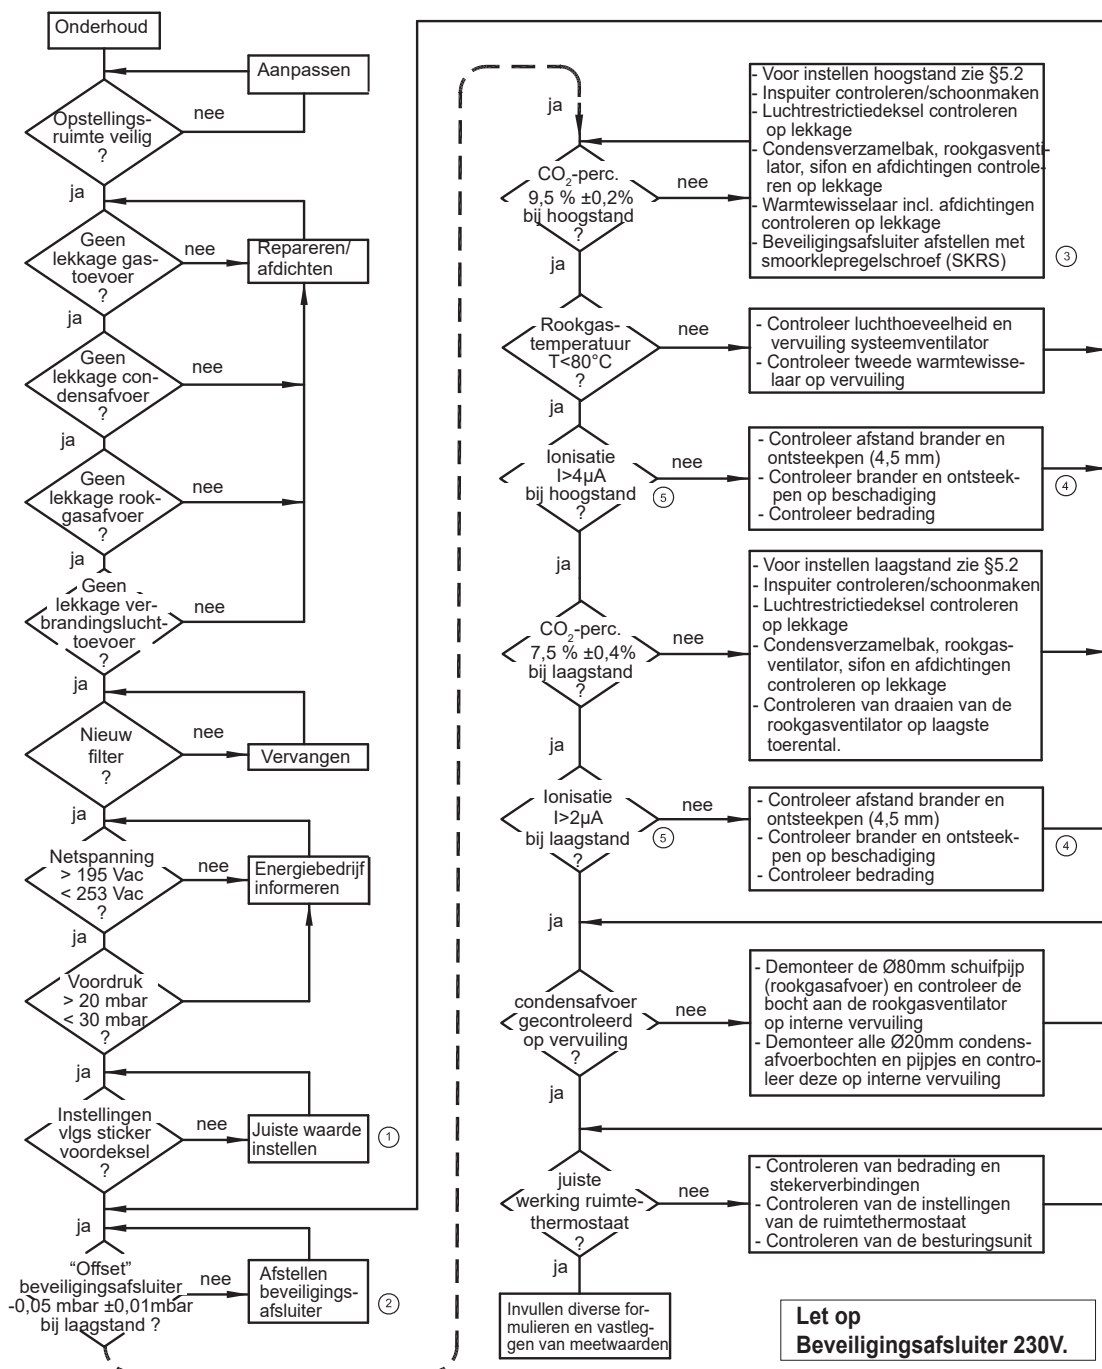 Onderhoud
Aanpassen
nee
Opstellings-
ruimte veilig
?
ja
Geen
lekkage gas-
toevoer
?
nee
Repareren/
afdichten
ja
Geen
lekkage con-
densafvoer
?
nee
ja
Geen
lekkage rook-
gasafvoer
?
nee
ja
Geen
lekkage ver-
brandingslucht-
toevoer
?
nee
ja
Nieuw
filter
?
nee
Vervangen
ja
Netspanning
> 195 Vac
< 253 Vac
?
nee
Energiebedrijf
informeren
ja
Voordruk
> 20 mbar
< 30 mbar
?
ja
Instellingen
vlgs sticker
voordeksel
?
nee
Juiste waarde
instellen
1
ja
“Offset”
beveiligingsafsluiter
-0,05 mbar ±0,01mbar
bij laagstand ?
nee
Afstellen
beveiligings-
afsluiter
2
ja
CO2-perc.
9,5 % ±0,2%
bij hoogstand
?
nee
- Voor instellen hoogstand zie §5.2
- Inspuiter controleren/schoonmaken
- Luchtrestrictiedeksel controleren
op lekkage
- Condensverzamelbak, rookgasventi-
lator, sifon en afdichtingen controle-
ren op lekkage
- Warmtewisselaar incl. afdichtingen
controleren op lekkage
- Beveiligingsafsluiter afstellen met
smoorklepregelschroef (SKRS)
3
ja
Rookgas-
temperatuur
T<80°C
?
nee
- Controleer luchthoeveelheid en
vervuiling systeemventilator
- Controleer tweede warmtewisse-
laar op vervuiling
ja
Ionisatie
I>4µA
bij hoogstand
?
nee
5
- Controleer afstand brander en
ontsteekpen (4,5 mm)
- Controleer brander en ontsteek-
pen op beschadiging
- Controleer bedrading
4
ja
CO2-perc.
7,5 % ±0,4%
bij laagstand
?
nee
- Voor instellen laagstand zie §5.2
- Inspuiter controleren/schoonmaken
- Luchtrestrictiedeksel controleren
op lekkage
- Condensverzamelbak, rookgas-
ventilator, sifon en afdichtingen
controleren op lekkage
- Controleren van draaien van de
rookgasventilator op laagste
toerental.
ja
Ionisatie
I>2µA
bij laagstand
?
nee
5
- Controleer afstand brander en
ontsteekpen (4,5 mm)
- Controleer brander en ontsteek-
pen op beschadiging
- Controleer bedrading
4
ja
condensafvoer
gecontroleerd
op vervuiling
?
nee
- Demonteer de Ø80mm schuifpijp
(rookgasafvoer) en controleer de
bocht aan de rookgasventilator
op interne vervuiling
- Demonteer alle Ø20mm condens-
afvoerbochten en pijpjes en contro-
leer deze op interne vervuiling
ja
juiste
werking ruimte-
thermostaat
?
nee
- Controleren van bedrading en
stekerverbindingen
- Controleren van de instellingen
van de ruimtethermostaat
- Controleren van de besturingsunit
ja
Invullen diverse for-
mulieren en vastleg-
gen van meetwaarden
Let op
Beveiligingsafsluiter 230V.